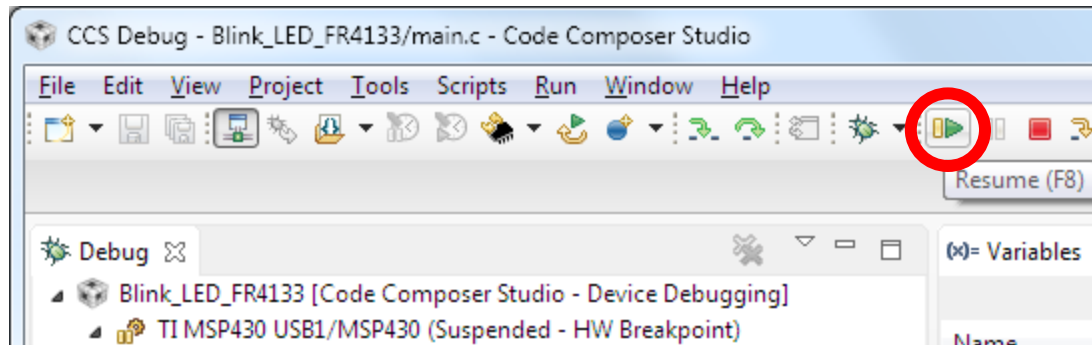 CCS Debug - Blink_LED_FR4133/main.c - Code Composer Studio
File Edit View Project Tools Scripts Run Window Help
Resume (F8)
Debug
(x)= Variables
Blink_LED_FR4133 [Code Composer Studio - Device Debugging]
TI MSP430 USB1/MSP430 (Suspended - HW Breakpoint)
Name